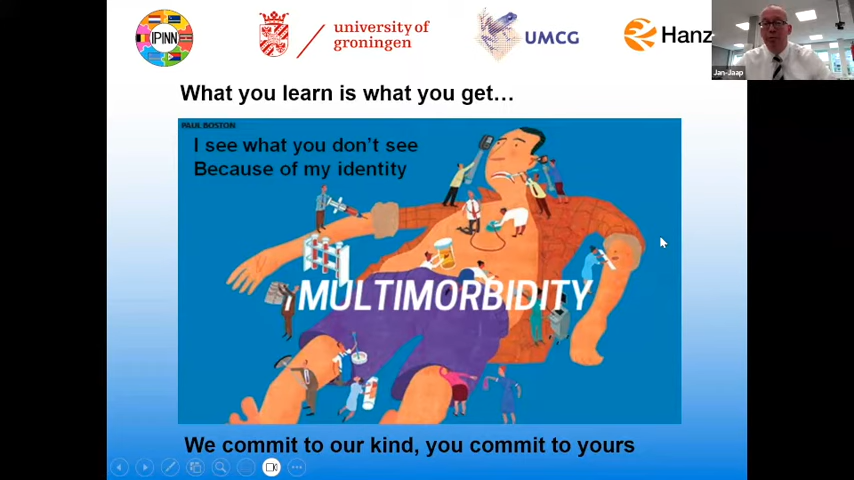 IPINN
university of
groningen
UMCG
Hanz
Jan-Jaap
What you learn is what you get…
PAUL BOSTON
I see what you don't see
Because of my identity
MULTIMORBIDITY
We commit to our kind, you commit to yours